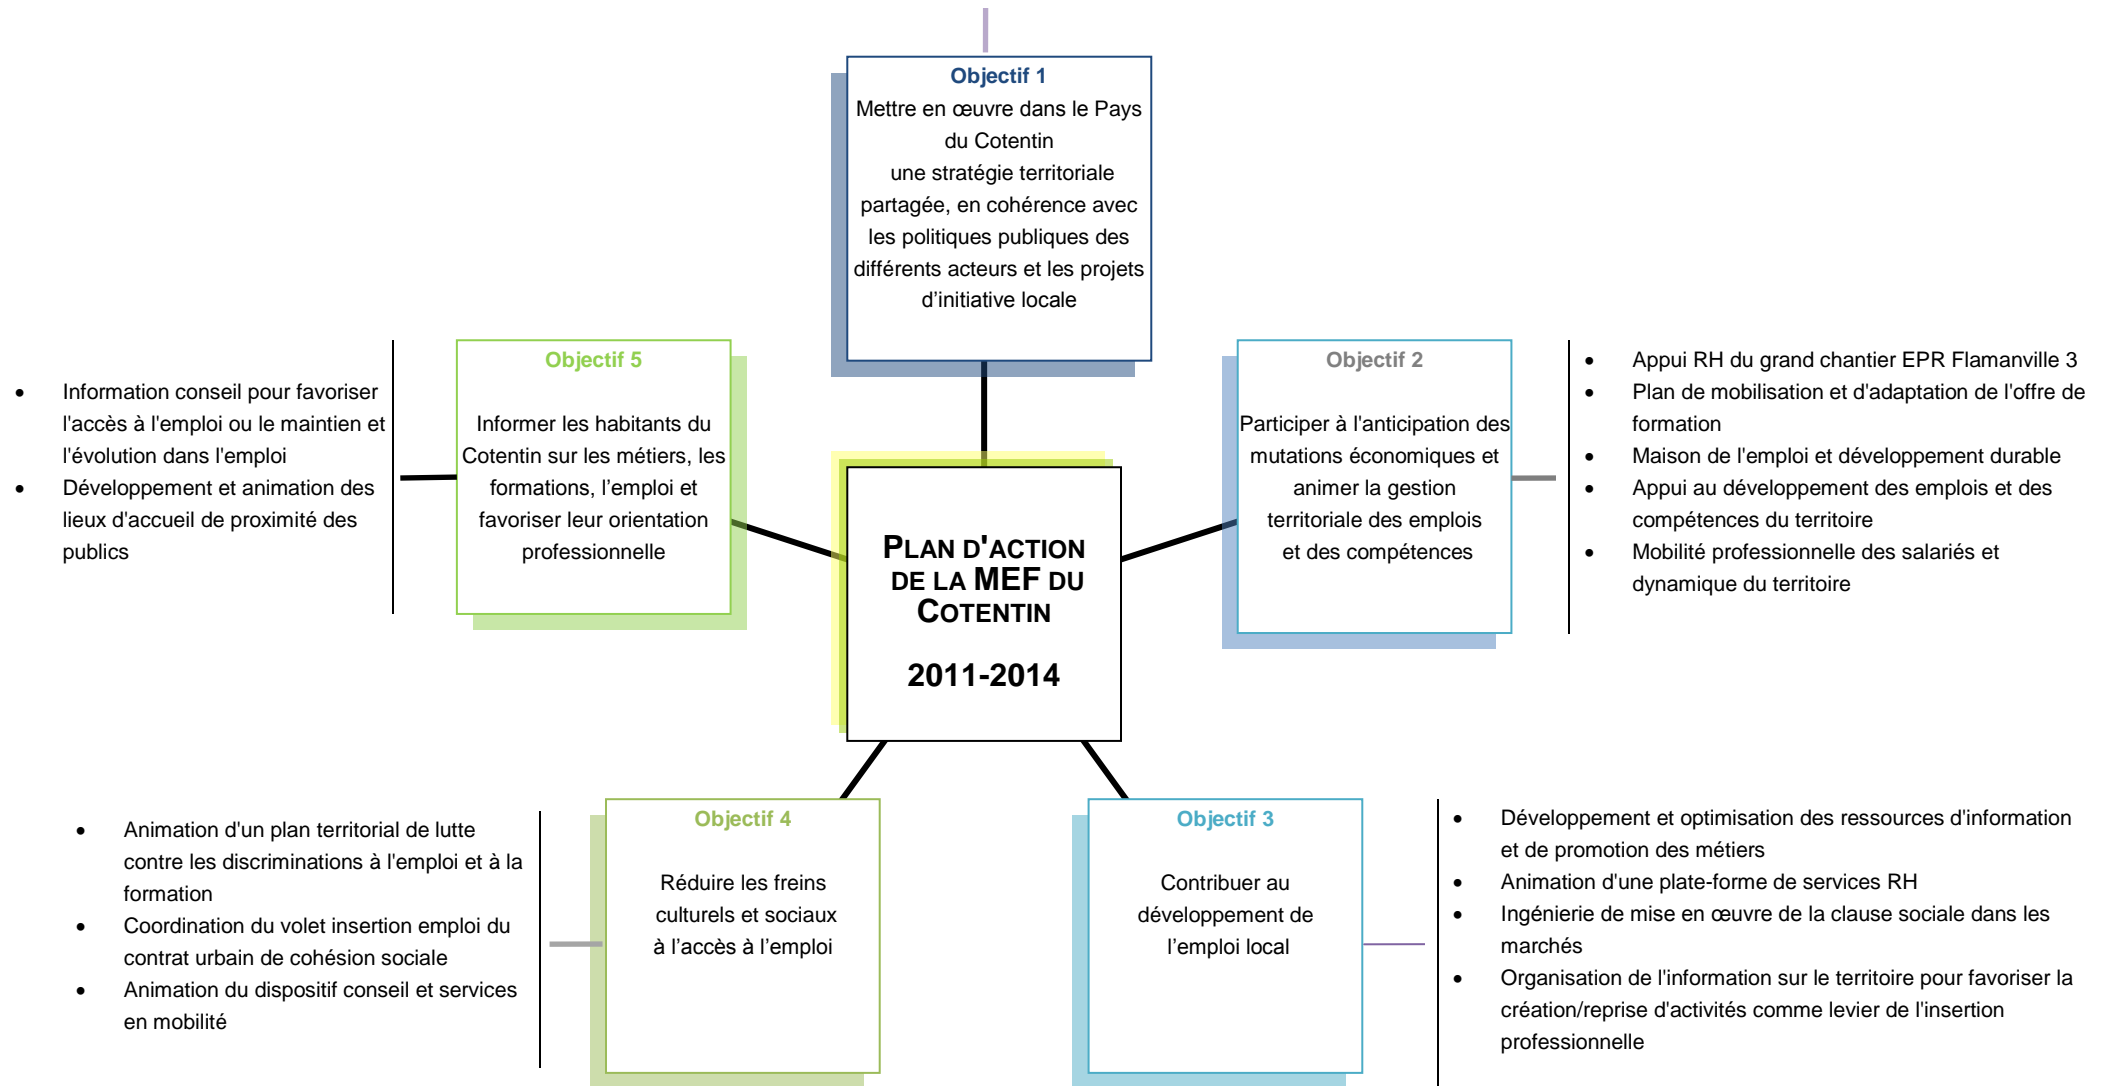 Objectif 1
Mettre en œuvre dans le Pays
du Cotentin
une stratégie territoriale
partagée, en cohérence avec
les politiques publiques des
différents acteurs et les projets
d’initiative locale
Objectif 5
Informer les habitants du
Cotentin sur les métiers, les
formations, l’emploi et
favoriser leur orientation
professionnelle
• Information conseil pour favoriser
l'accès à l'emploi ou le maintien et
l'évolution dans l'emploi
• Développement et animation des
lieux d'accueil de proximité des
publics
PLAN D'ACTION
DE LA MEF DU
COTENTIN
2011-2014
Objectif 2
Participer à l'anticipation des
mutations économiques et
animer la gestion
territoriale des emplois
et des compétences
• Appui RH du grand chantier EPR Flamanville 3
• Plan de mobilisation et d'adaptation de l'offre de
formation
• Maison de l'emploi et développement durable
• Appui au développement des emplois et des
compétences du territoire
• Mobilité professionnelle des salariés et
dynamique du territoire
• Animation d'un plan territorial de lutte
contre les discriminations à l'emploi et à la
formation
• Coordination du volet insertion emploi du
contrat urbain de cohésion sociale
• Animation du dispositif conseil et services
en mobilité
Objectif 4
Réduire les freins
culturels et sociaux
à l’accès à l’emploi
Objectif 3
Contribuer au
développement de
l’emploi local
• Développement et optimisation des ressources d'information
et de promotion des métiers
• Animation d'une plate-forme de services RH
• Ingénierie de mise en œuvre de la clause sociale dans les
marchés
• Organisation de l'information sur le territoire pour favoriser la
création/reprise d'activités comme levier de l'insertion
professionnelle